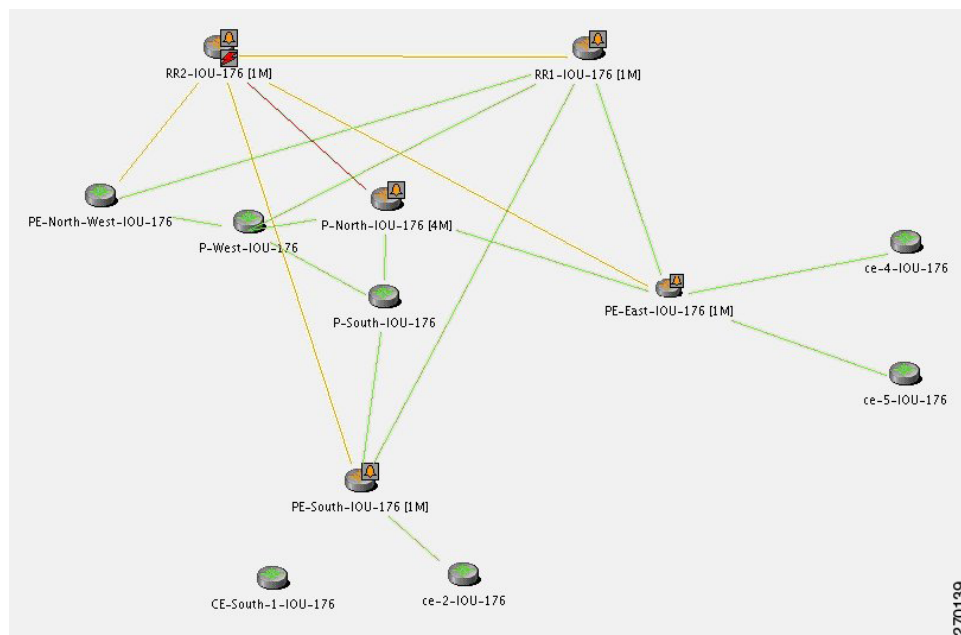 RR2-IOU-176 [1M]
RR1-IOU-176 [1M]
PE-North-West-IOU-176
P-West-IOU-176
P-North-IOU-176 [4M]
ce-4-IOU-176
PE-East-IOU-176 [1M]
P-South-IOU-176
ce-5-IOU-176
PE-South-IOU-176 [1M]
CE-South-1-IOU-176
ce-2-IOU-176
270139